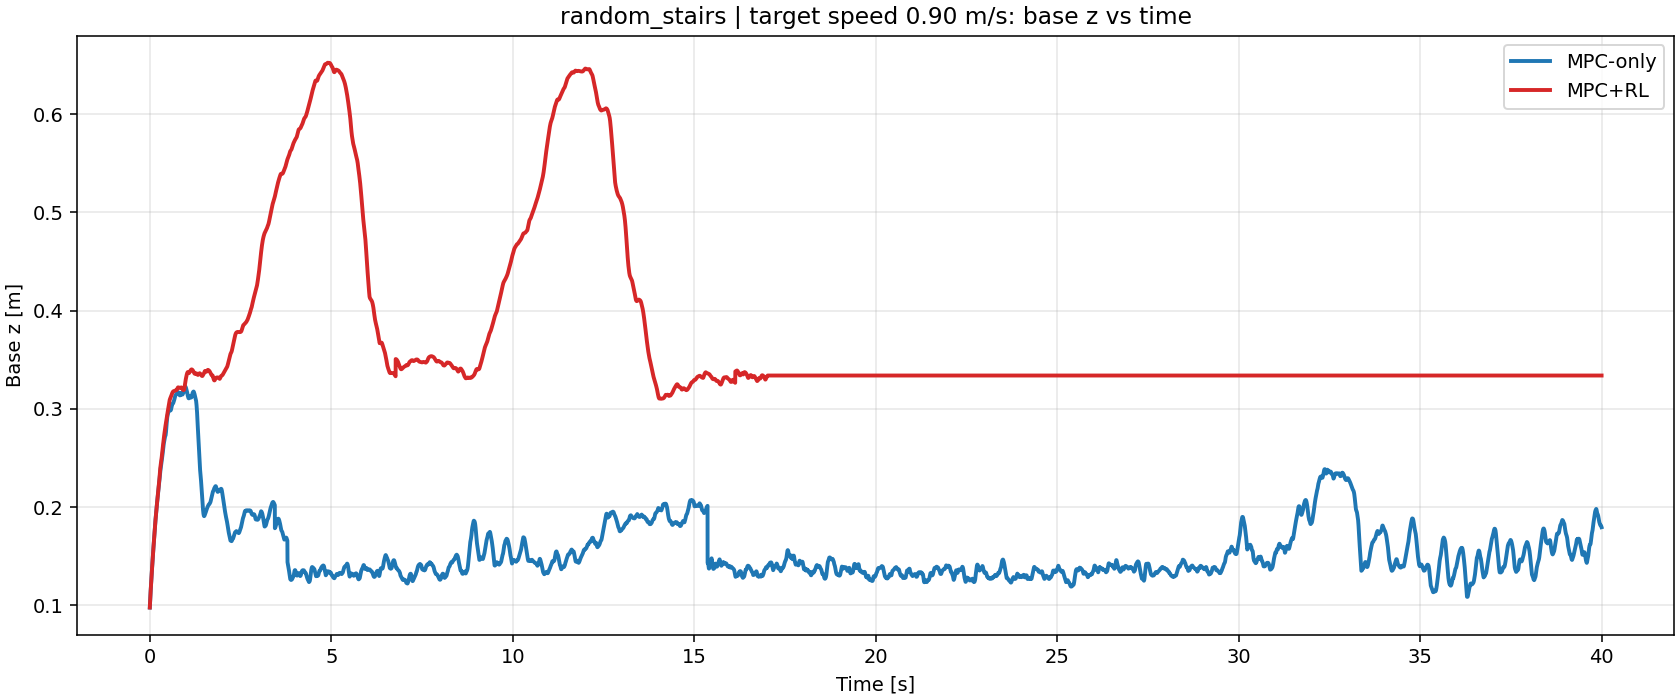 random_stairs | target speed 0.90 m/s: base z vs time
MPC-only
MPC+RL
Base z [m]
0.6
0.5
0.4
0.3
0.2
0.1
0 5 10 15 20 25 30 35 40
Time [s]